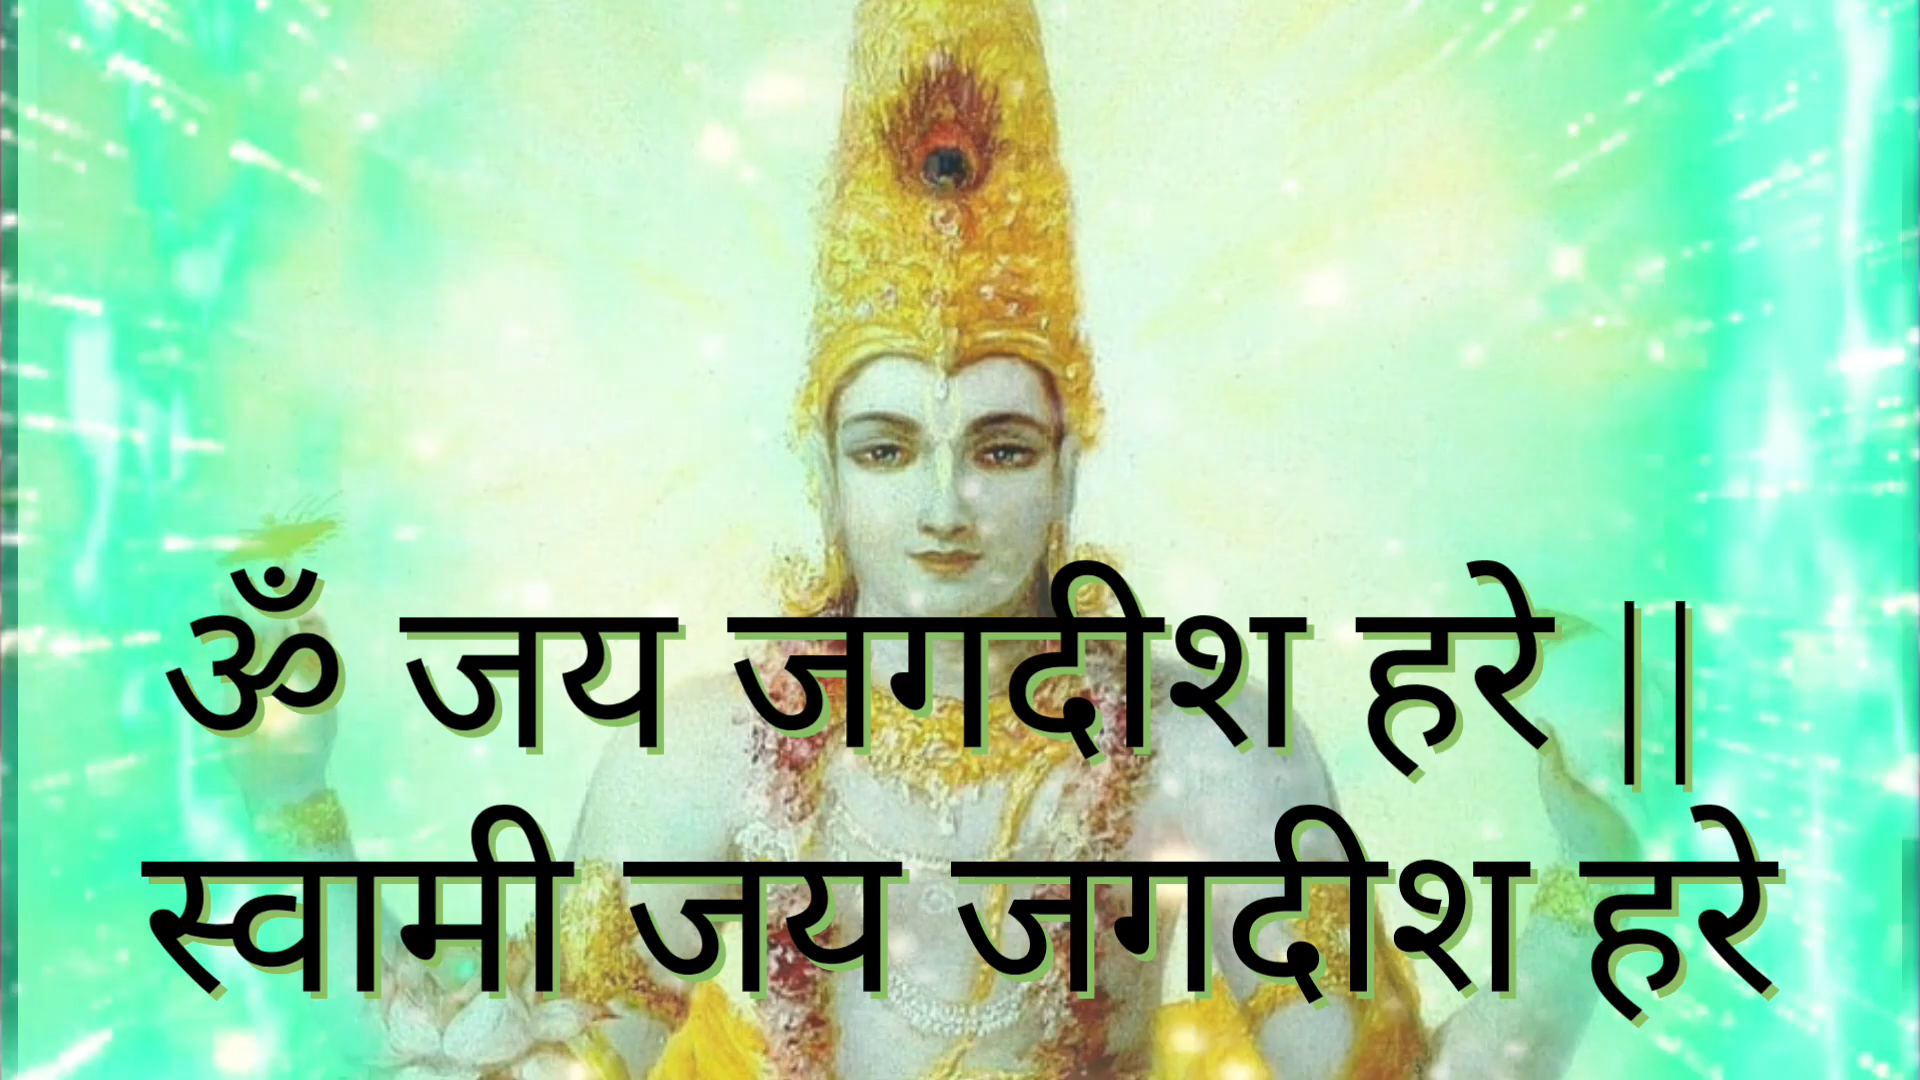 ॐ जय जगदीश हरे ||
स्वामी जय जगदीश हरे